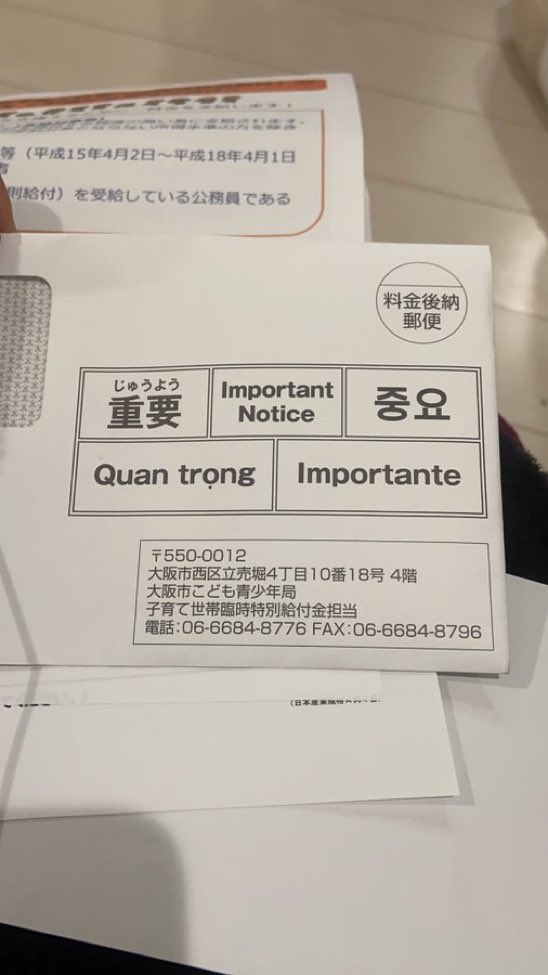 等（平成15年4月2日～平成18年4月1日
者
則給付）を受給している公務員である
料金後納
郵便
じゅうよう
重要
Important
Notice
중요
Quan trọng
Importante
〒550-0012
大阪市西区立売堀4丁目10番18号 4階
大阪市こども青少年局
子育て世帯臨時特別給付金担当
電話：06-6684-8776 FAX：06-6684-8796